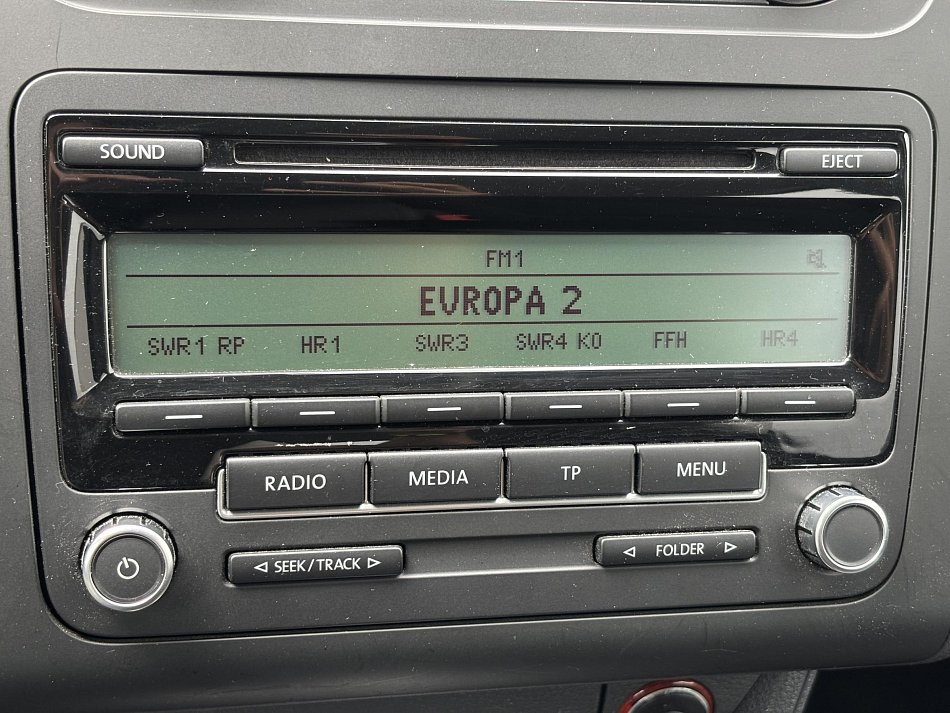 SOUND EJECT
FM1
EVROPA 2
SWR1 RP HR1 SWR3 SWR4 KO FFH HR4
RADIO MEDIA TP MENU
SEEK/TRACK FOLDER